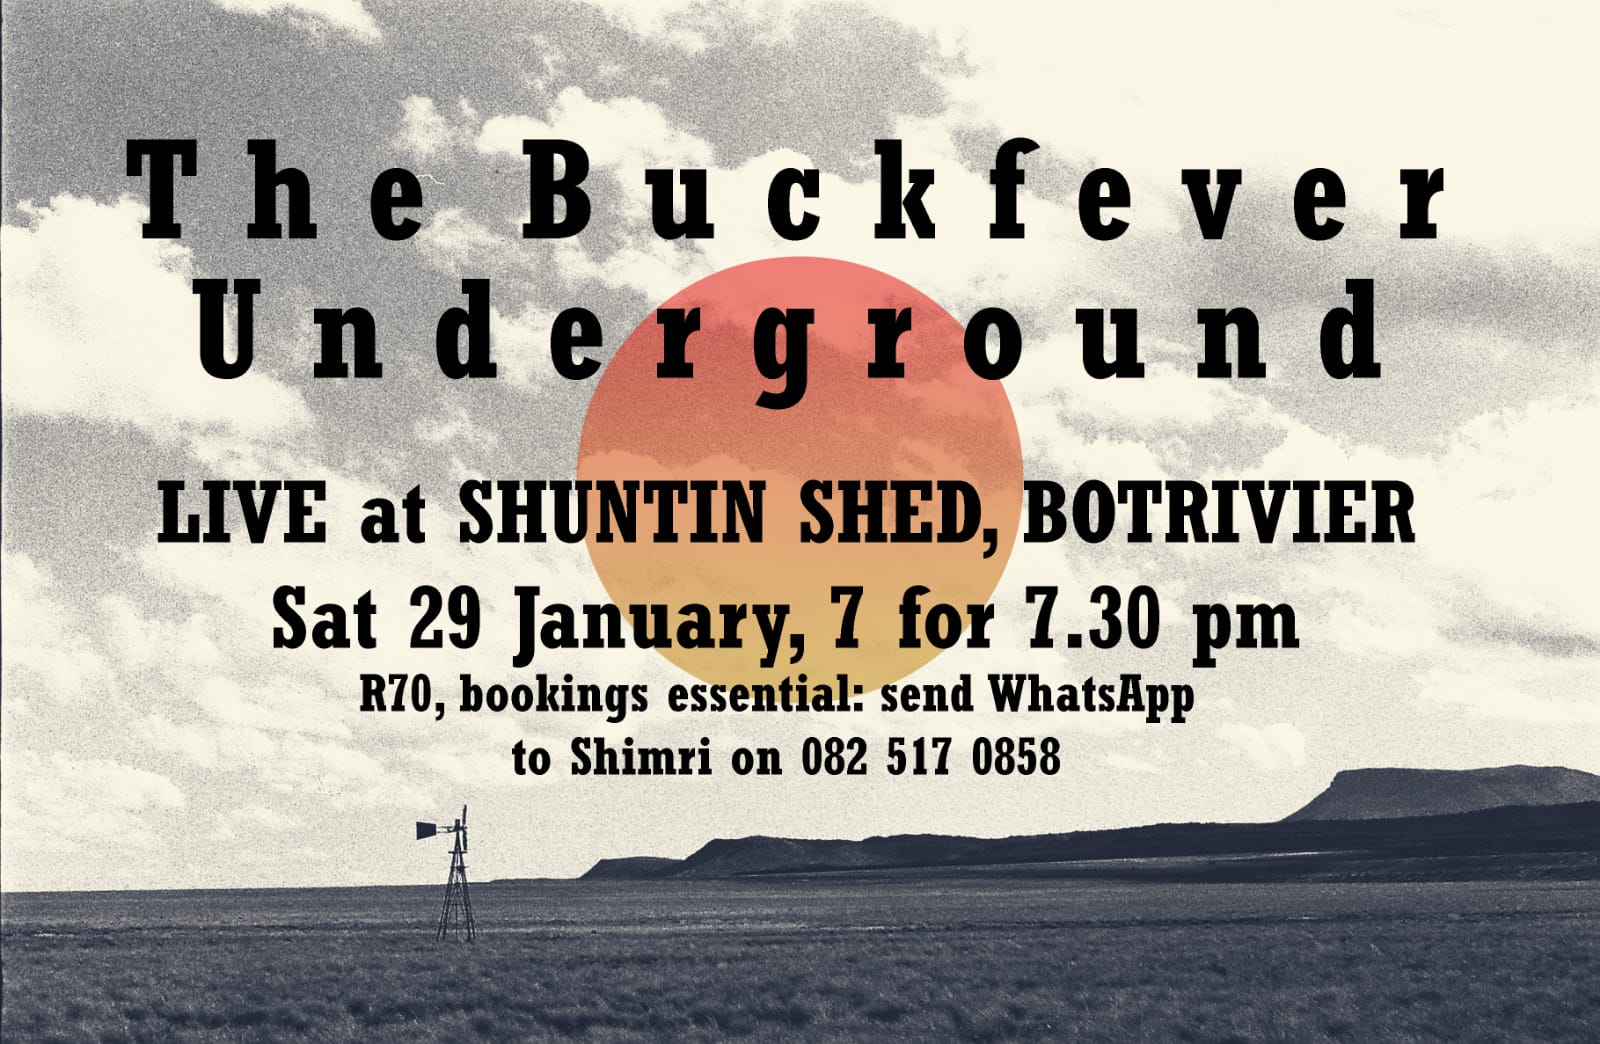 The Buckfever
Underground
LIVE at SHUNTIN SHED, BOTRIVIER
Sat 29 January, 7 for 7.30 pm
R70, bookings essential: send WhatsApp
to Shimri on 082 517 0858